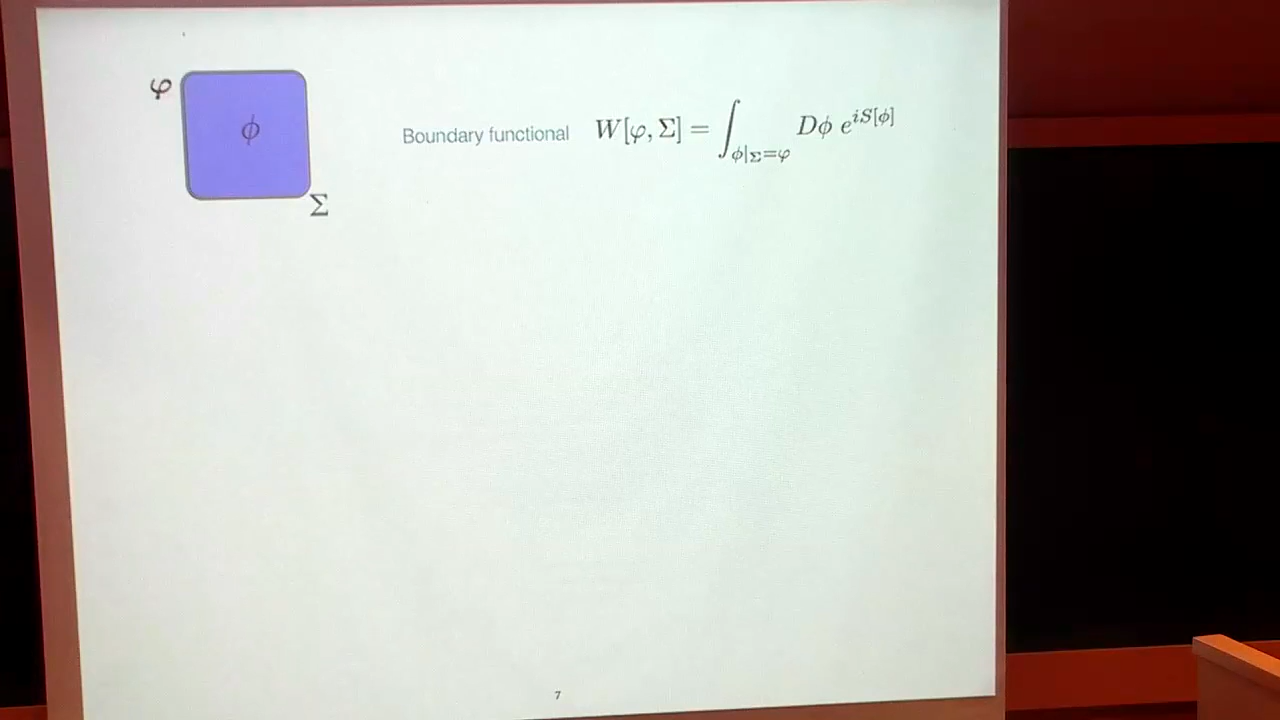 φ
ϕ
Σ
Boundary functional W[φ, Σ] = ∫_{ϕ|_Σ=φ} Dϕ e^{iS[ϕ]}
7